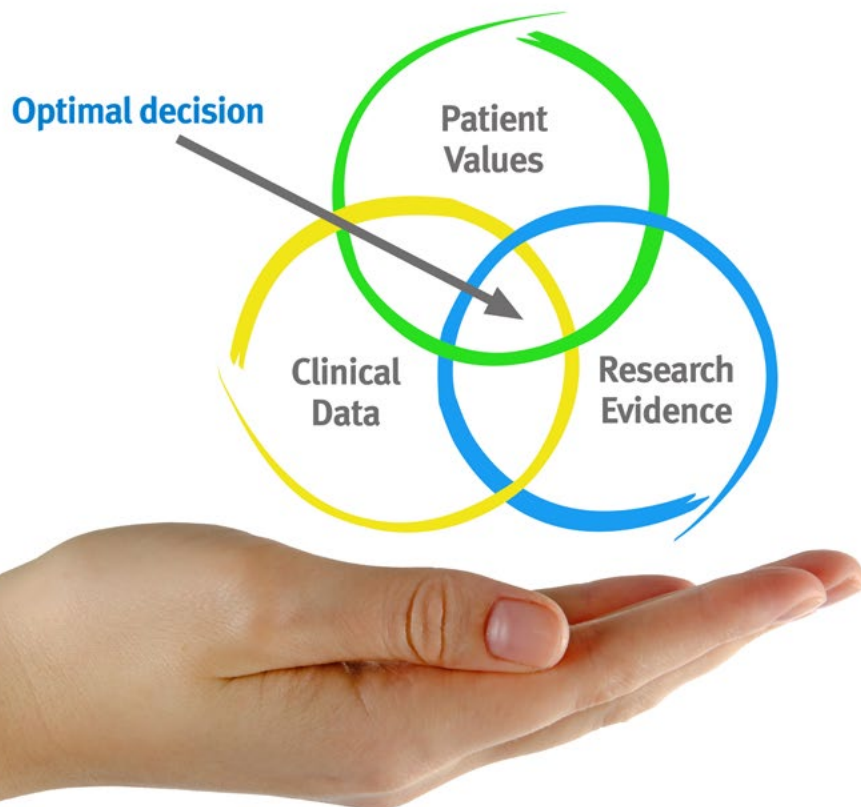 Optimal decision
Patient
Values
Clinical
Data
Research
Evidence